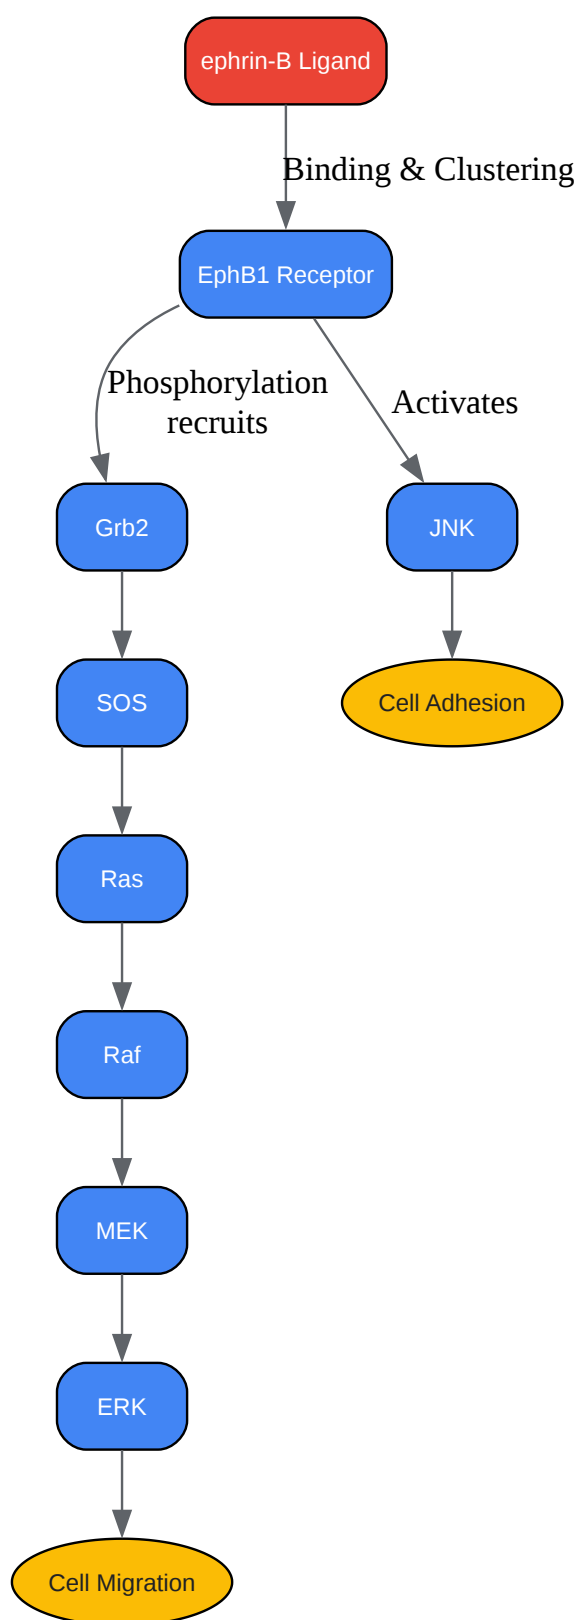 ephrin-B Ligand
Binding & Clustering
EphB1 Receptor
Phosphorylation
recruits
Activates
Grb2
JNK
SOS
Cell Adhesion
Ras
Raf
MEK
ERK
Cell Migration